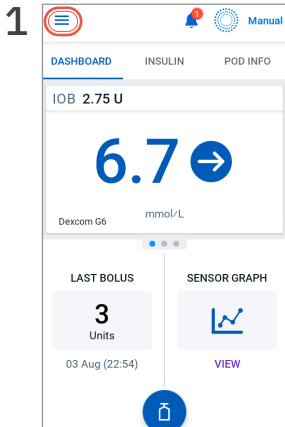 1
1
Manual
DASHBOARD INSULIN POD INFO
IOB 2.75 U
6.7
mmol/L
Dexcom G6
LAST BOLUS SENSOR GRAPH
3
Units
03 Aug (22:54) VIEW